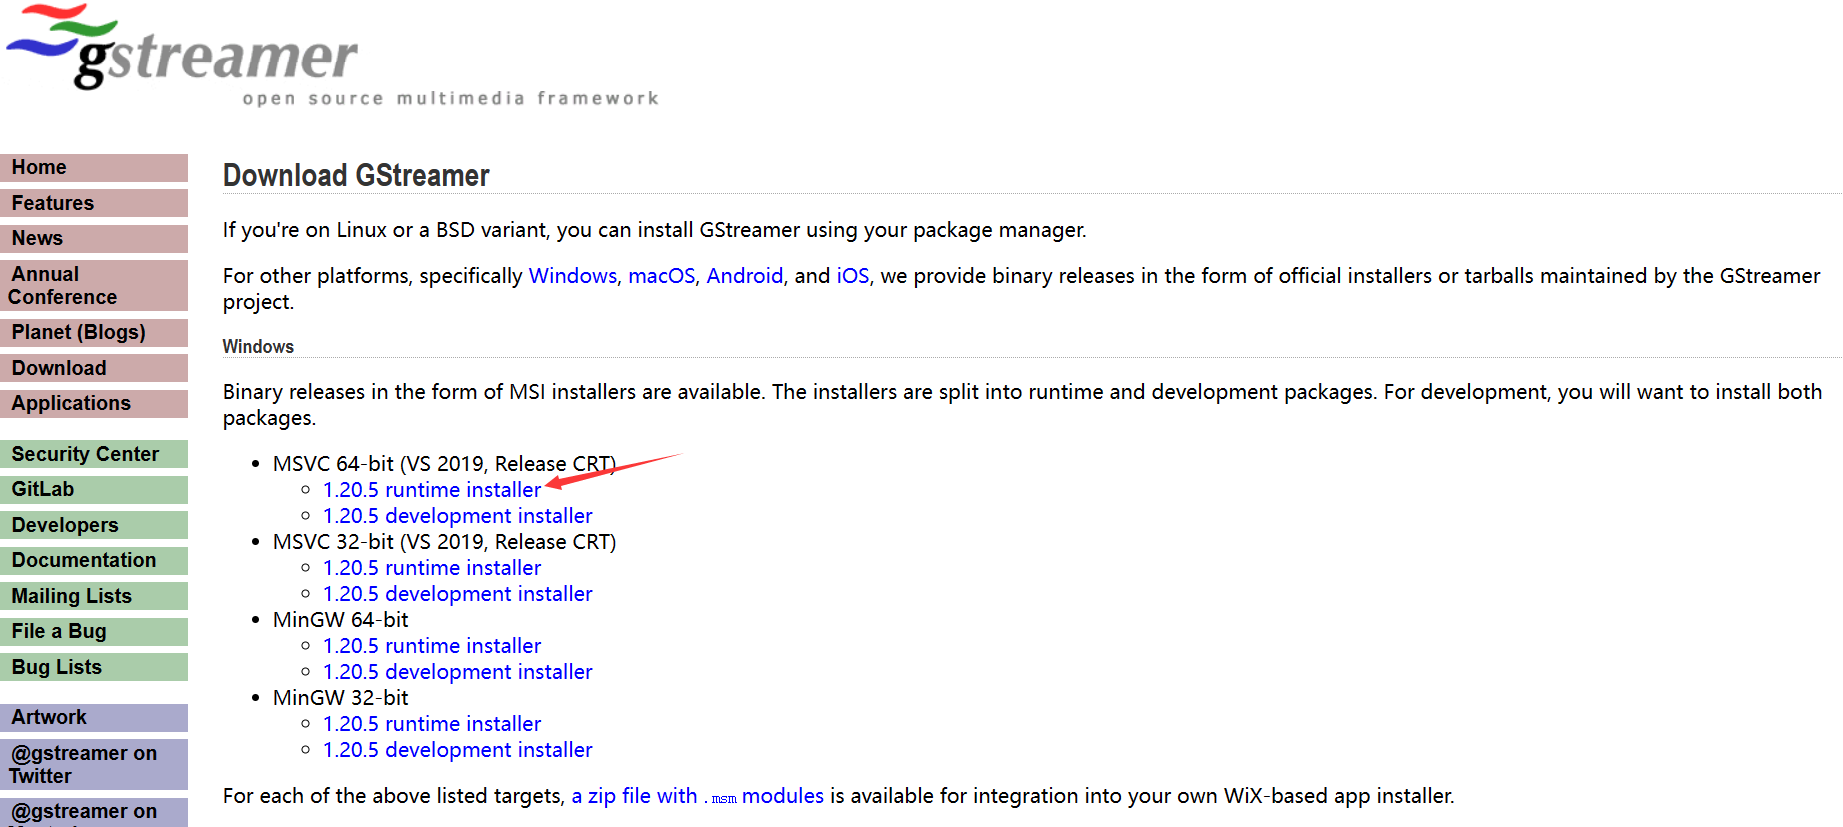 gstreamer
open source multimedia framework
Home
Features
News
Annual
Conference
Planet (Blogs)
Download
Applications
Security Center
GitLab
Developers
Documentation
Mailing Lists
File a Bug
Bug Lists
Artwork
@gstreamer on
Twitter
@gstreamer on
Download GStreamer
If you're on Linux or a BSD variant, you can install GStreamer using your package manager.
For other platforms, specifically Windows, macOS, Android, and iOS, we provide binary releases in the form of official installers or tarballs maintained by the GStreamer
project.
Windows
Binary releases in the form of MSI installers are available. The installers are split into runtime and development packages. For development, you will want to install both
packages.
MSVC 64-bit (VS 2019, Release CRT)
1.20.5 runtime installer
1.20.5 development installer
MSVC 32-bit (VS 2019, Release CRT)
1.20.5 runtime installer
1.20.5 development installer
MinGW 64-bit
1.20.5 runtime installer
1.20.5 development installer
MinGW 32-bit
1.20.5 runtime installer
1.20.5 development installer
For each of the above listed targets, a zip file with .msm modules is available for integration into your own WiX-based app installer.